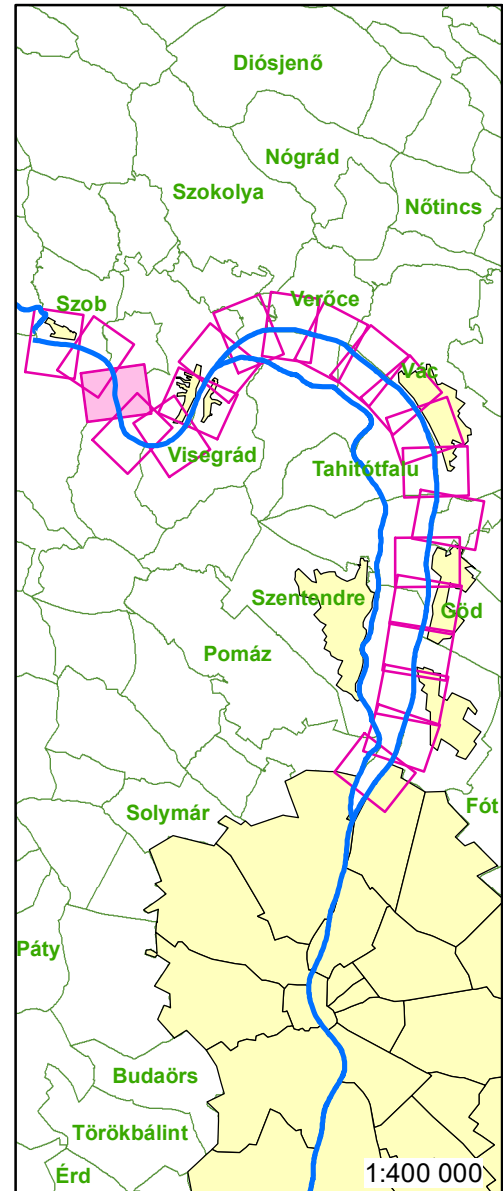 Diósjenő
Nógrád
Szokolya
Nőtincs
Szob
Verőce
Vác
Visegrád
Tahitótfalu
Szentendre
Göd
Pomáz
Solymár
Fót
Páty
Budaörs
Törökbálint
Érd
1:400 000